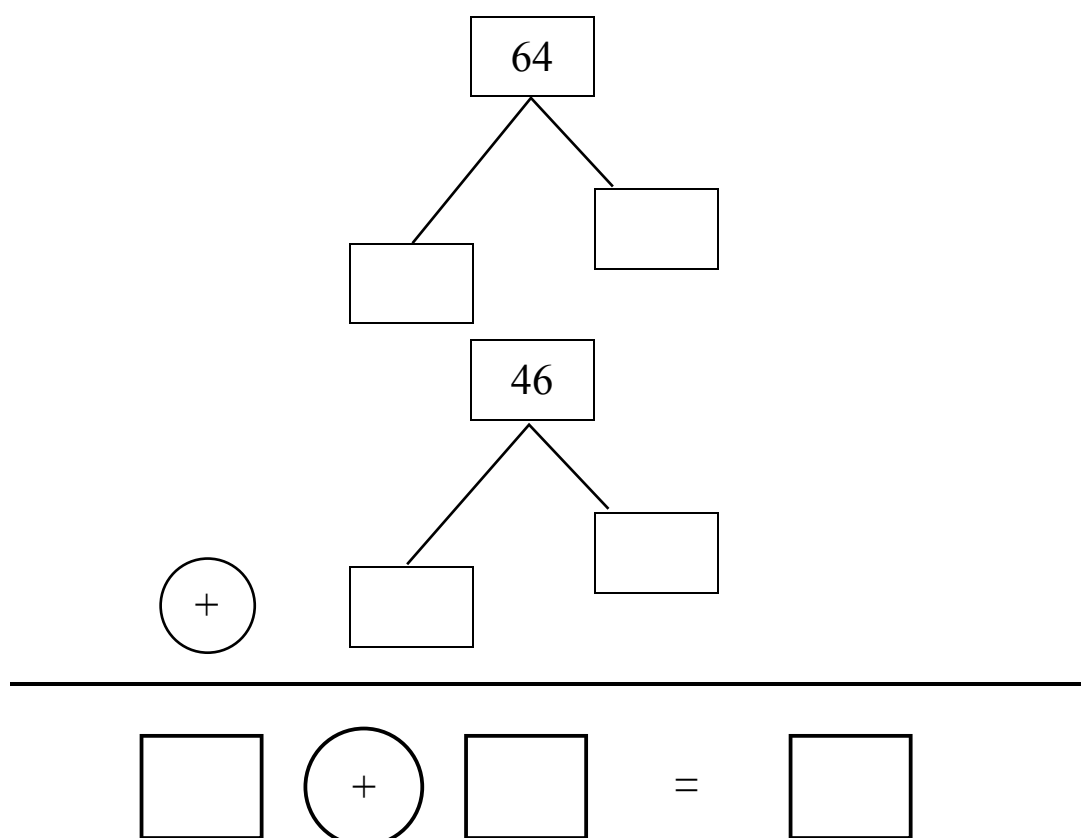 64
46
+
+ =